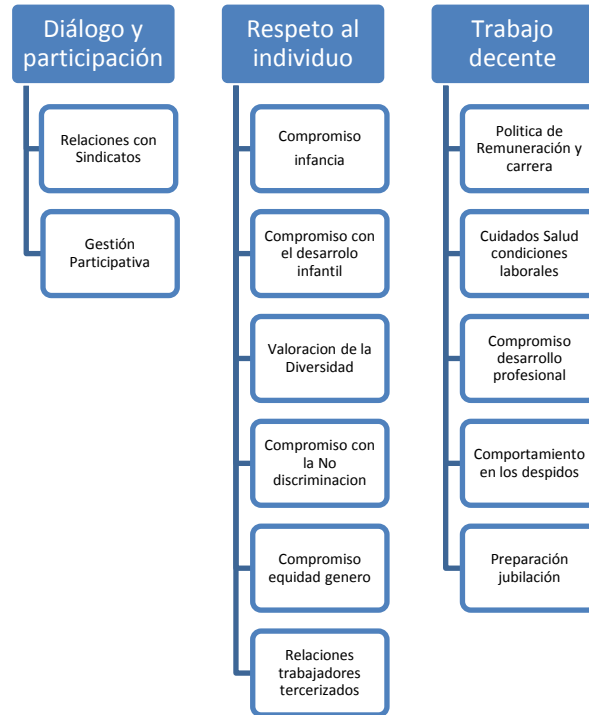 Diálogo y
participación
Relaciones con
Sindicatos
Gestión
Participativa
Respeto al
individuo
Compromiso
infancia
Compromiso con
el desarrolo
infantil
Valoracion de la
Diversidad
Compromiso con
la No
discriminacion
Compromiso
equidad genero
Relaciones
trabajadores
tercerizados
Trabajo
decente
Politica de
Remuneración y
carrera
Cuidados Salud
condiciones
laborales
Compromiso
desarrollo
profesional
Comportamiento
en los despidos
Preparación
jubilación